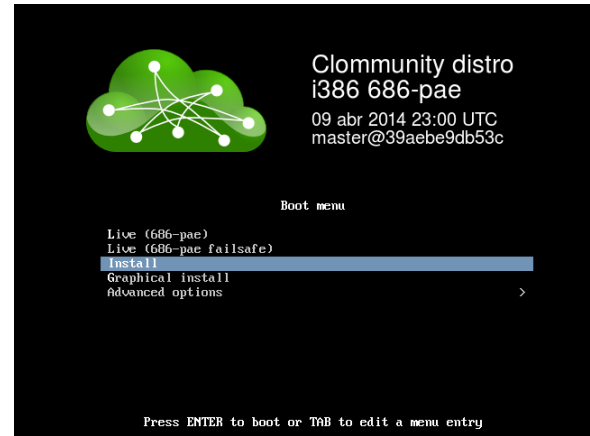 Clommunity distro
i386 686-pae
09 abr 2014 23:00 UTC
master@39aebe9db53c
Boot menu
Live (686-pae)
Live (686-pae failsafe)
Install
Graphical install
Advanced options >
Press ENTER to boot or TAB to edit a menu entry